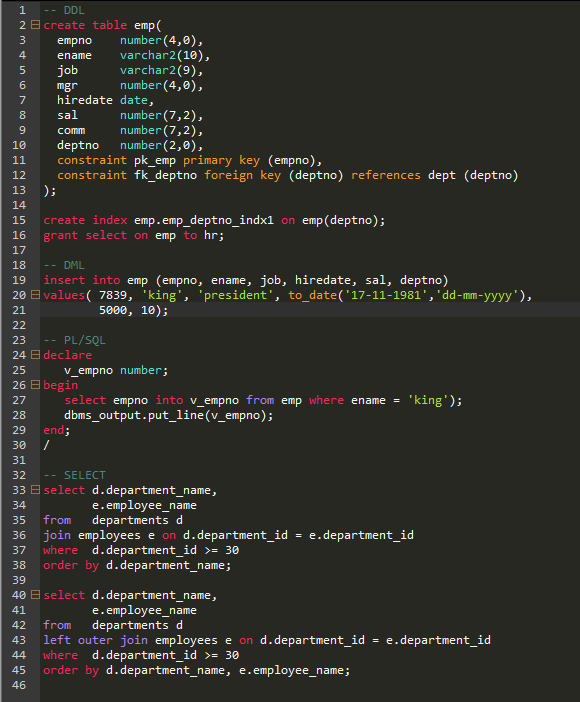 1 -- DDL
2 create table emp(
3   empno    number(4,0),
4   ename    varchar2(10),
5   job      varchar2(9),
6   mgr      number(4,0),
7   hiredate date,
8   sal      number(7,2),
9   comm     number(7,2),
10   deptno   number(2,0),
11   constraint pk_emp primary key (empno),
12   constraint fk_deptno foreign key (deptno) references dept (deptno)
13 );
14
15 create index emp.emp_deptno_indx1 on emp(deptno);
16 grant select on emp to hr;
17
18 -- DML
19 insert into emp (empno, ename, job, hiredate, sal, deptno)
20 values( 7839, 'king', 'president', to_date('17-11-1981','dd-mm-yyyy'),
21         5000, 10);
22
23 -- PL/SQL
24 declare
25    v_empno number;
26 begin
27    select empno into v_empno from emp where ename = 'king');
28    dbms_output.put_line(v_empno);
29 end;
30 /
31
32 -- SELECT
33 select d.department_name,
34        e.employee_name
35 from   departments d
36 join employees e on d.department_id = e.department_id
37 where  d.department_id >= 30
38 order by d.department_name;
39
40 select d.department_name,
41        e.employee_name
42 from   departments d
43 left outer join employees e on d.department_id = e.department_id
44 where  d.department_id >= 30
45 order by d.department_name, e.employee_name;
46